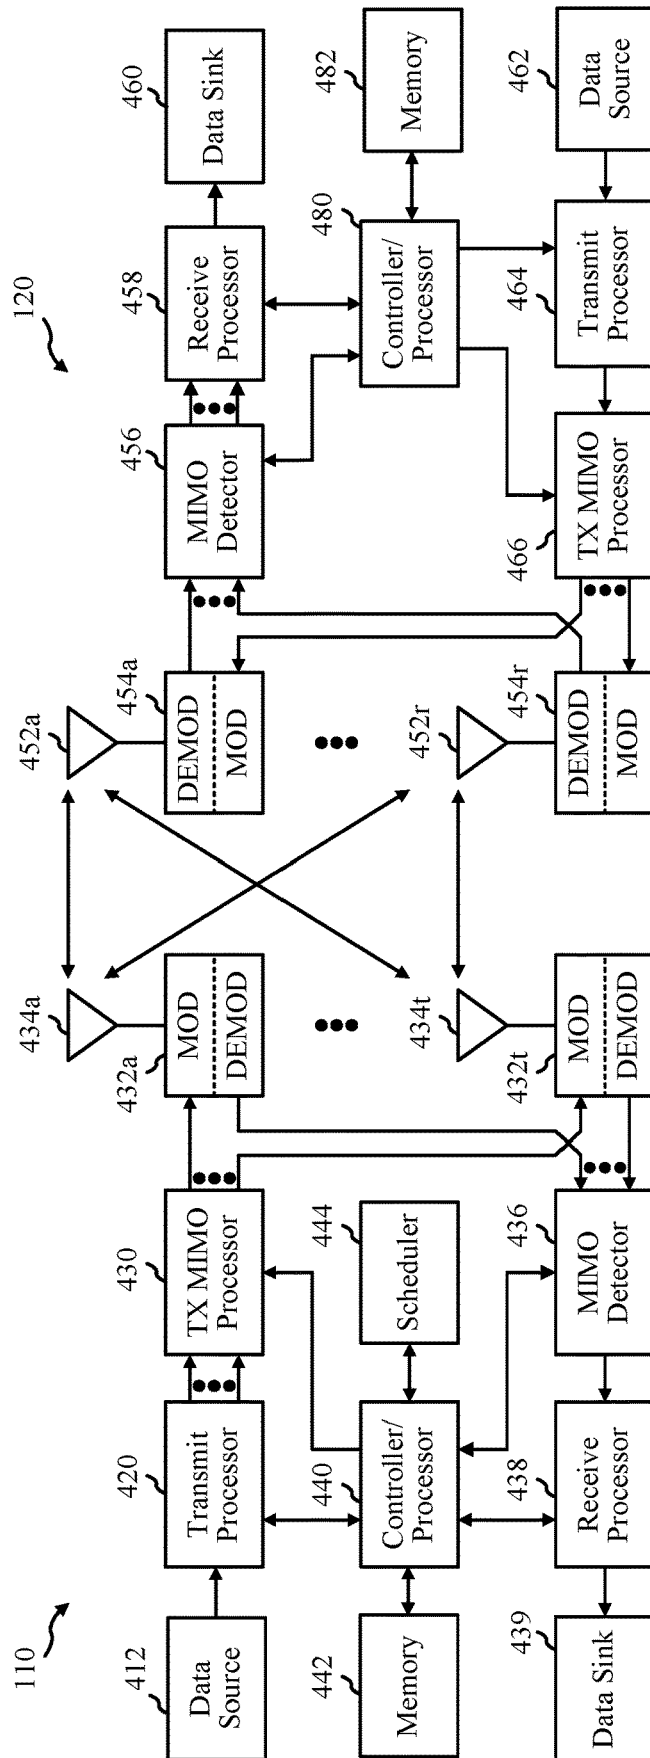 110
120
412
Data
Source
420
Transmit
Processor
430
TX MIMO
Processor
432a
MOD
DEMOD
434a
452a
454a
DEMOD
MOD
456
MIMO
Detector
458
Receive
Processor
460
Data Sink
442
Memory
440
Controller/
Processor
444
Scheduler
480
Controller/
Processor
482
Memory
439
Data Sink
438
Receive
Processor
436
MIMO
Detector
432t
MOD
DEMOD
434t
452r
454r
DEMOD
MOD
466
TX MIMO
Processor
464
Transmit
Processor
462
Data
Source